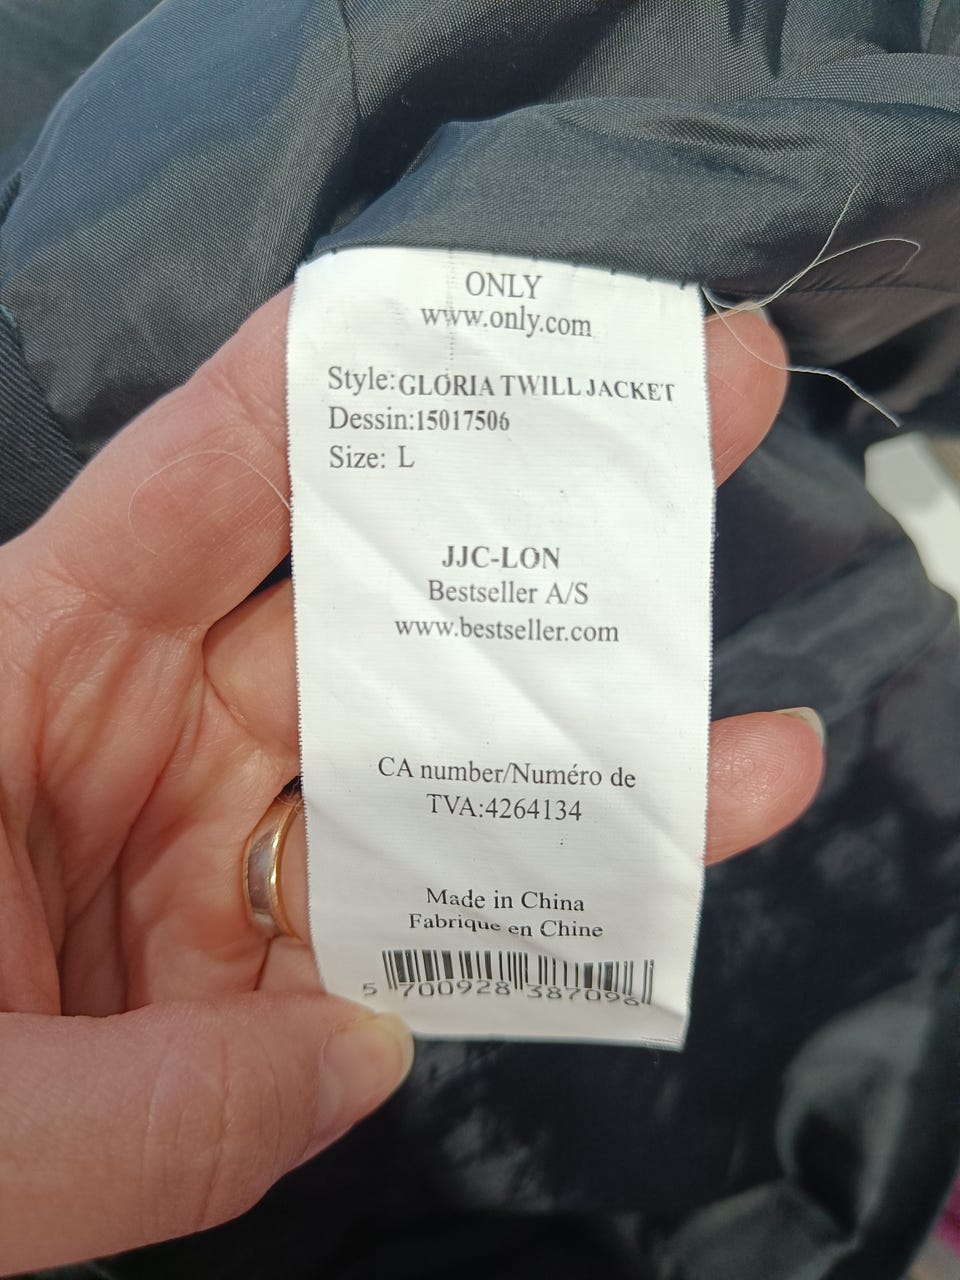 ONLY
www.only.com
Style:GLORIA TWILL JACKET
Dessin:15017506
Size: L
JJC-LON
Bestseller A/S
www.bestseller.com
CA number/Numéro de
TVA:4264134
Made in China
Fabrique en Chine
5 700928 387096